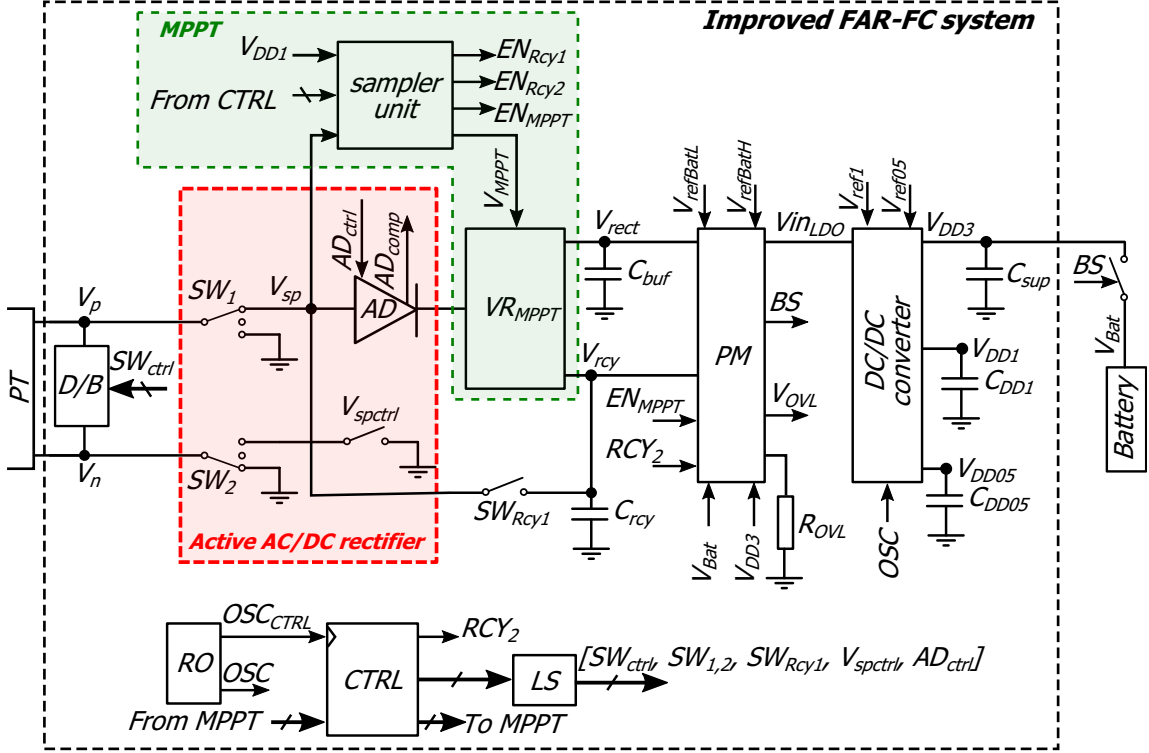 Improved FAR-FC system
MPPT
V_DD1
From CTRL
sampler
unit
EN_Rcy1
EN_Rcy2
EN_MPPT
V_MPPT
V_refBatL
V_refBatH
V_ref1
V_ref05
AD_ctrl
AD_comp
V_rect
Vin_LDO
V_DD3
C_buf
C_sup
BS
V_Bat
V_p
SW_1
V_sp
AD
VR_MPPT
BS
PM
DC/DC
converter
V_DD1
C_DD1
PT
D/B
SW_ctrl
V_rcy
EN_MPPT
V_OVL
Battery
V_spctrl
RCY_2
V_n
SW_2
V_DD05
C_DD05
SW_Rcy1
C_rcy
R_OVL
Active AC/DC rectifier
V_Bat
V_DD3
OSC
OSC_CTRL
RCY_2
RO
OSC
CTRL
LS
[SW_ctrl, SW_1,2, SW_Rcy1, V_spctrl, AD_ctrl]
From MPPT
To MPPT